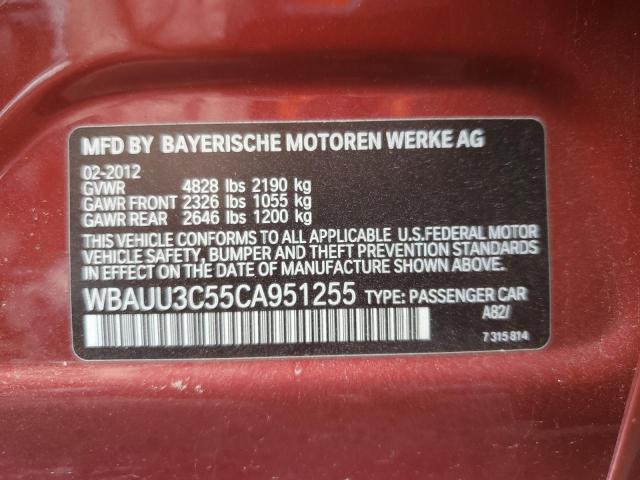 MFD BY BAYERISCHE MOTOREN WERKE AG
02-2012
GVWR 4828 lbs 2190 kg
GAWR FRONT 2326 lbs 1055 kg
GAWR REAR 2646 lbs 1200 kg
THIS VEHICLE CONFORMS TO ALL APPLICABLE U.S.FEDERAL MOTOR
VEHICLE SAFETY, BUMPER AND THEFT PREVENTION STANDARDS
IN EFFECT ON THE DATE OF MANUFACTURE SHOWN ABOVE.
WBAUU3C55CA951255 TYPE: PASSENGER CAR
A82/
7 315 814